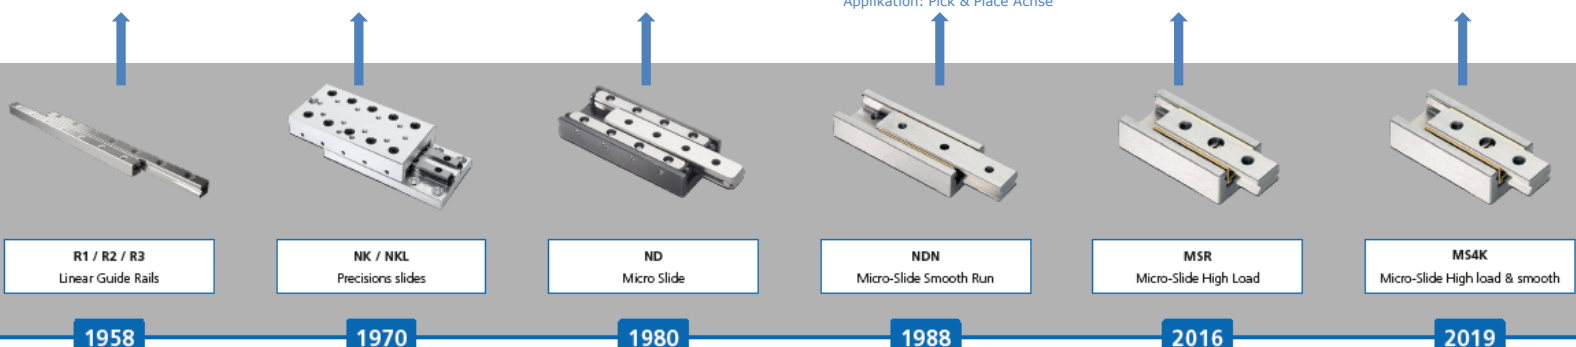 Applikation: Pick & Place Achse
R1 / R2 / R3
Linear Guide Rails
NK / NKL
Precisions slides
ND
Micro Slide
NDN
Micro-Slide Smooth Run
MSR
Micro-Slide High Load
MS4K
Micro-Slide High load & smooth
1958
1970
1980
1988
2016
2019